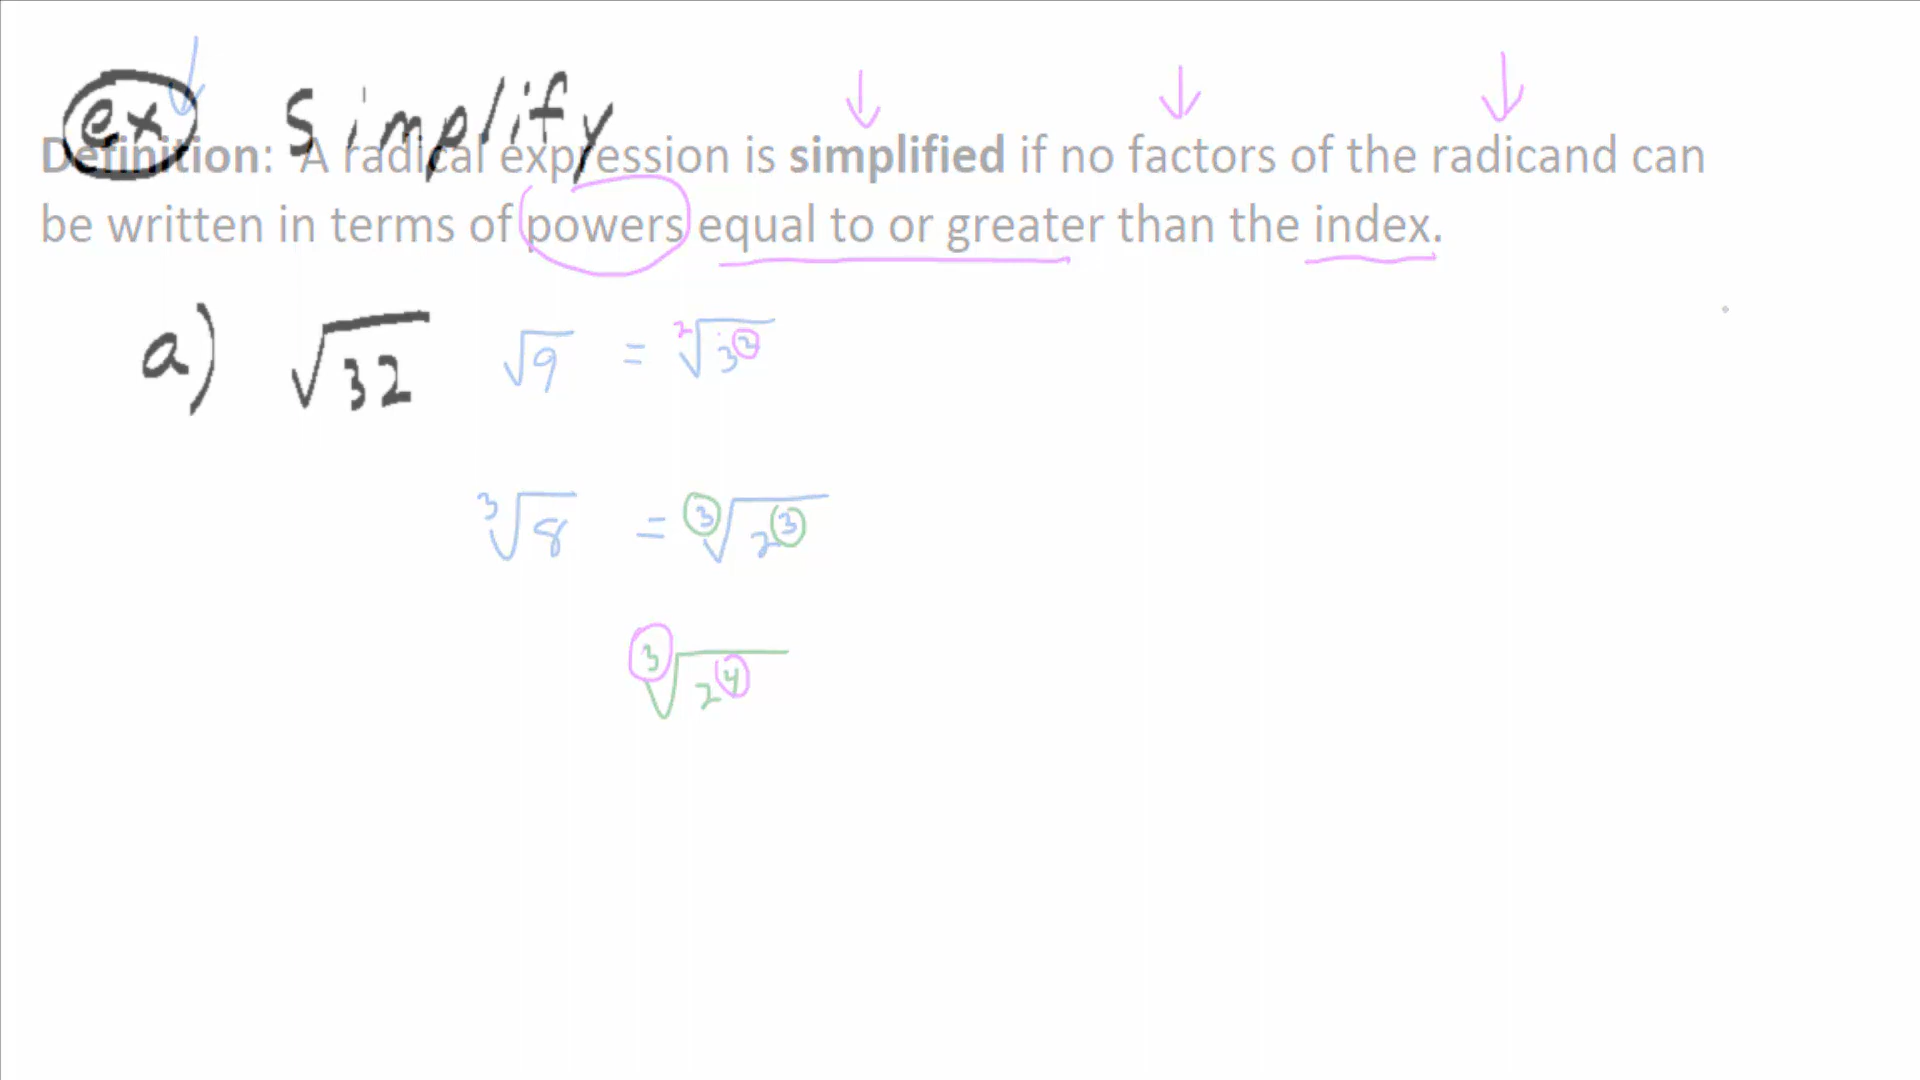 ex Simplify
Definition: A radical expression is simplified if no factors of the radicand can
be written in terms of powers equal to or greater than the index.
a) √32
√9 = ²√3²
³√8 = ³√2³
³√2⁴